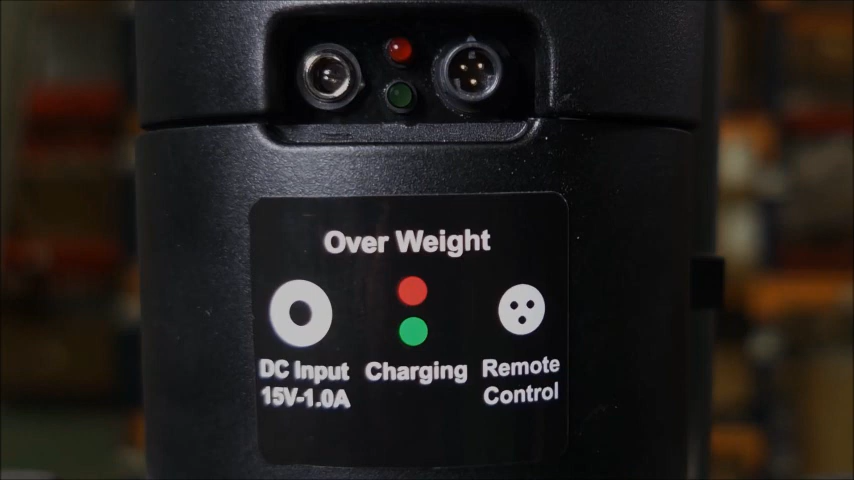 Over Weight
DC Input
15V-1.0A
Charging
Remote
Control